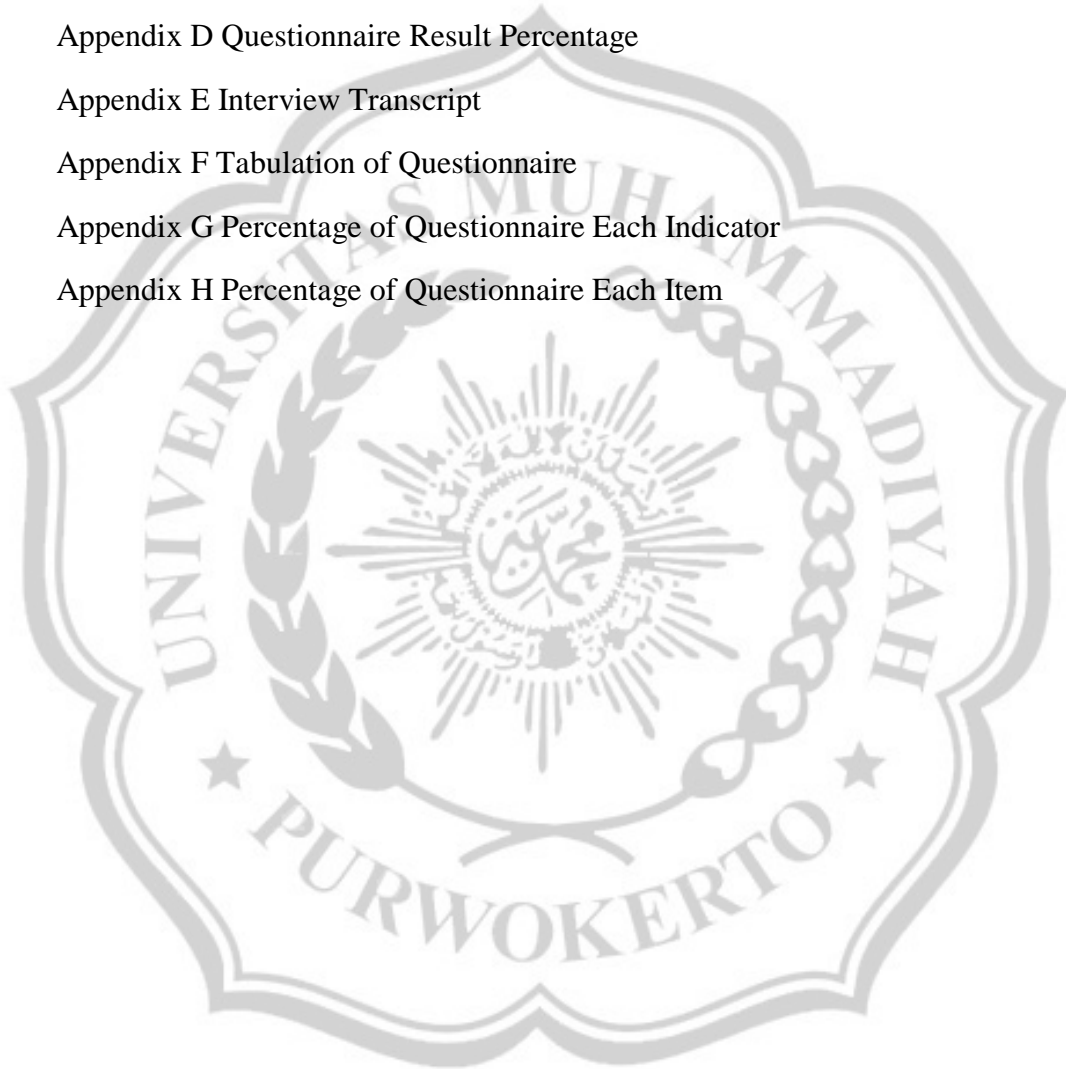 Appendix D Questionnaire Result Percentage
Appendix E Interview Transcript
Appendix F Tabulation of Questionnaire
Appendix G Percentage of Questionnaire Each Indicator
Appendix H Percentage of Questionnaire Each Item
UNIVERSITAS MUHAMMADIYAH
PURWOKERTO
محمد